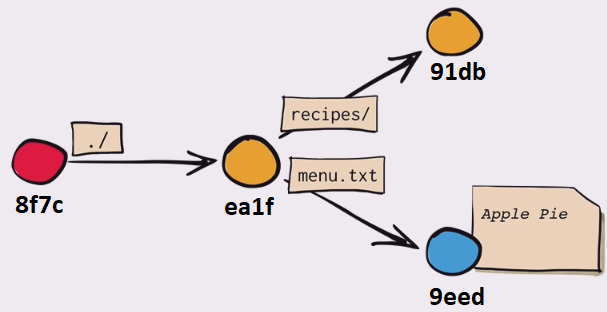 91db
recipes/
./
menu.txt
8f7c
ea1f
Apple Pie
9eed